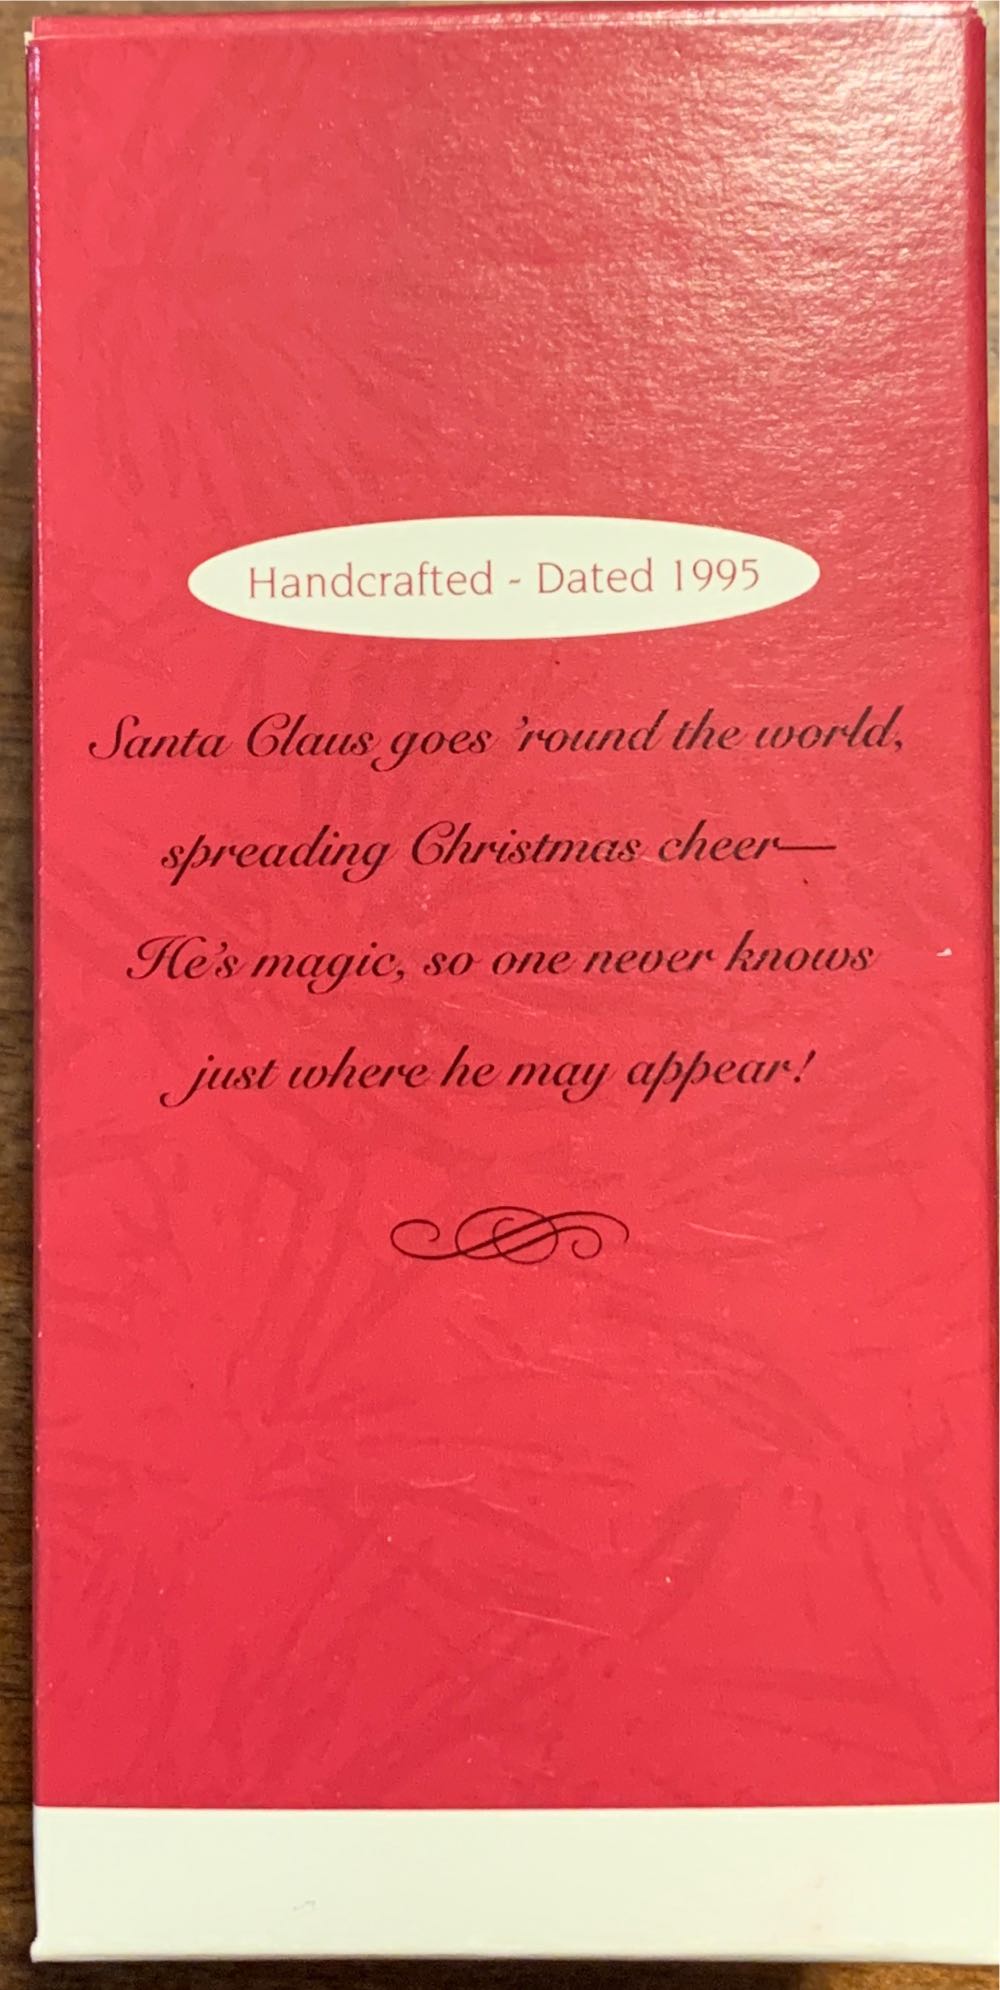 Handcrafted - Dated 1995
Santa Claus goes ’round the world,
spreading Christmas cheer—
He’s magic, so one never knows
just where he may appear!